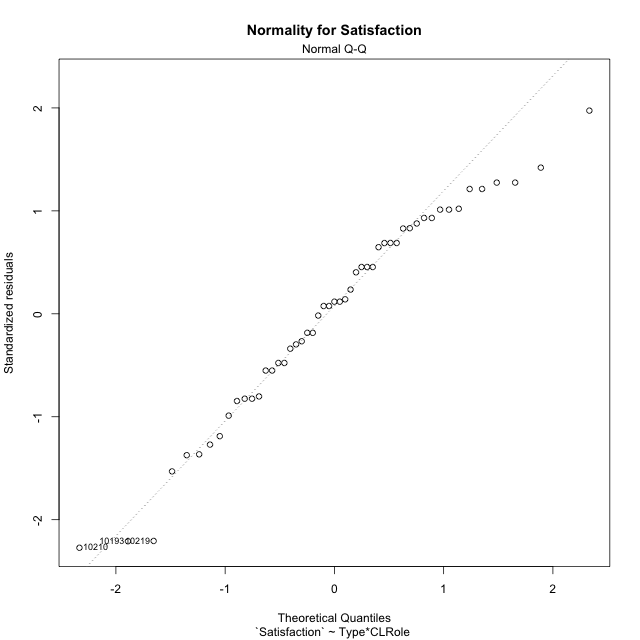 Normality for Satisfaction
Normal Q-Q
Standardized residuals
2
1
0
-1
-2
10210
10193
10219
-2
-1
0
1
2
Theoretical Quantiles
`Satisfaction` ~ Type*CLRole